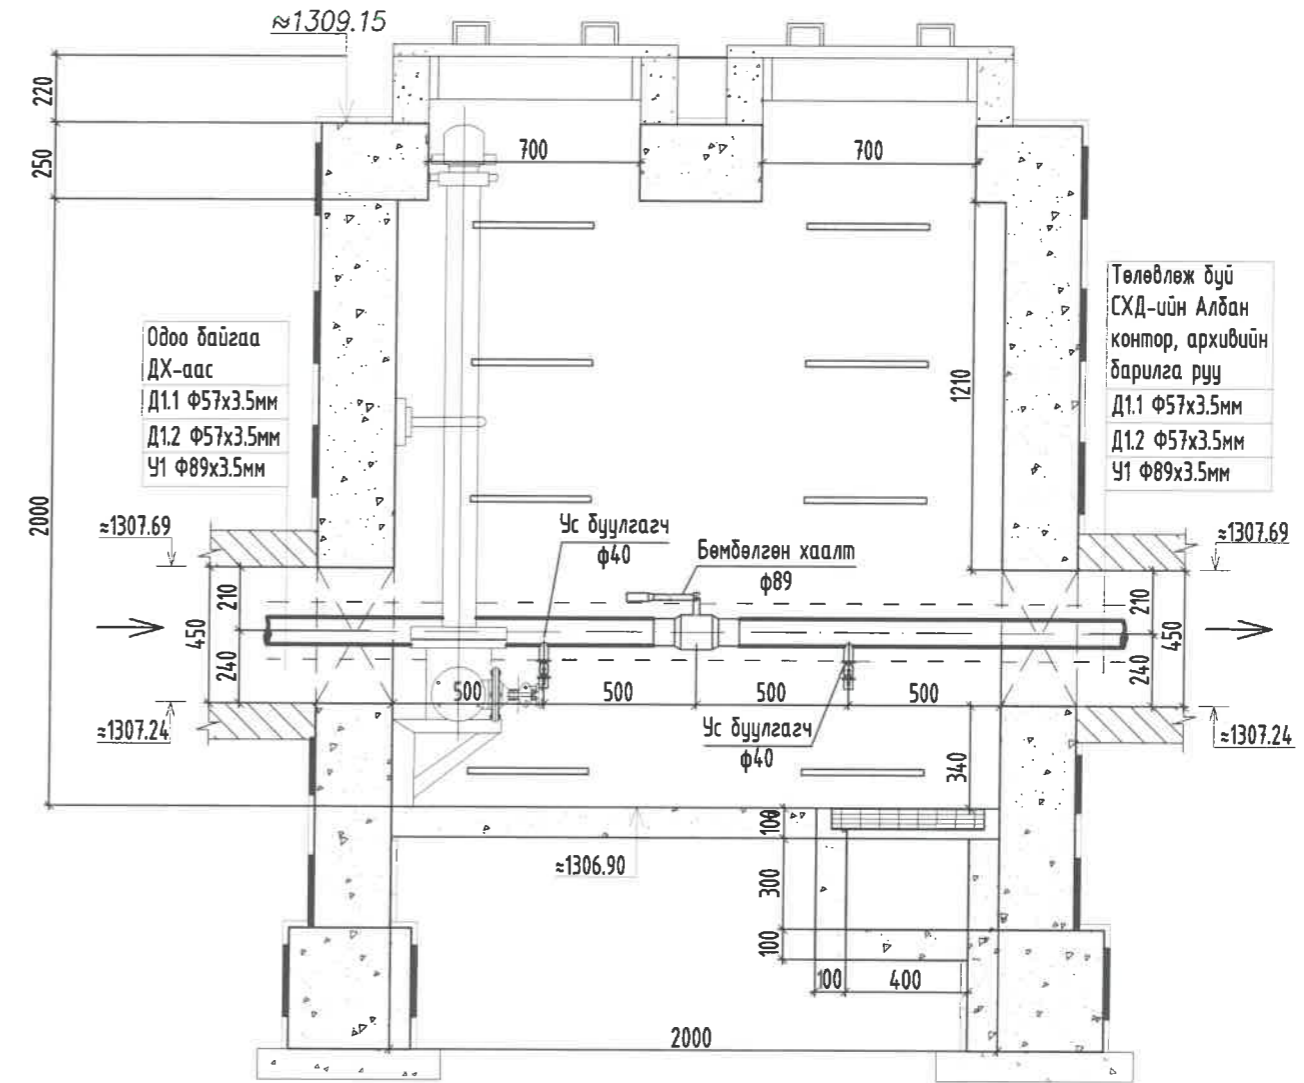 ≈1309.15
220
250
700
700
Одоо байгаа
ДХ-аас
Д1.1 Ф57х3.5мм
Д1.2 Ф57х3.5мм
У1 Ф89х3.5мм
Төлөвлөж буй
СХД-ийн Албан
контор, архивийн
барилга руу
Д1.1 Ф57х3.5мм
Д1.2 Ф57х3.5мм
У1 Ф89х3.5мм
1210
2000
≈1307.69
Ус буулгагч
ф40
Бөмбөлгөн хаалт
ф89
≈1307.69
210
450
240
210
450
240
500
500
500
500
≈1307.24
Ус буулгагч
ф40
≈1307.24
340
100
≈1306.90
300
100
100
400
2000